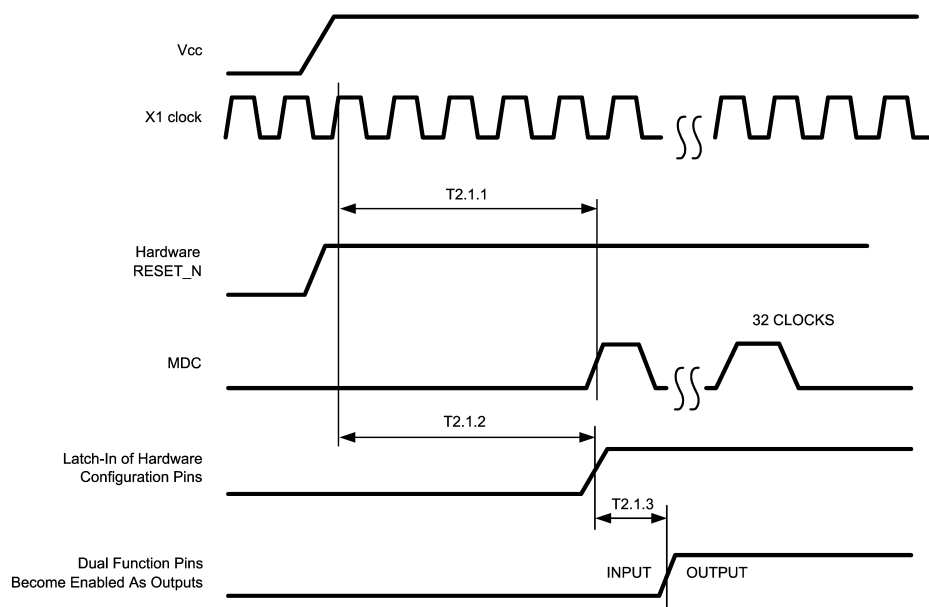 Vcc
X1 clock
T2.1.1
Hardware
RESET_N
32 CLOCKS
MDC
T2.1.2
Latch-In of Hardware
Configuration Pins
T2.1.3
Dual Function Pins
Become Enabled As Outputs
INPUT
OUTPUT